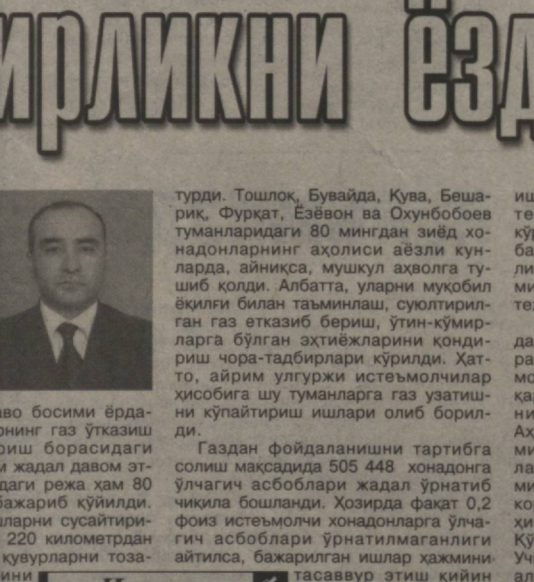 ирликни ёзд
аво босими ёрда-
газ ўтказиш
борасидаги
жадал давом эт-
режа ҳам 80
бажариб қўйилди.
сусайтири-
220 километрдан
қувурларни тоза-
турди. Тошлоқ, Бувайда, Қува, Беша-
риқ, Фурқат, Ёзёвон ва Охунбобоев
туманларидаги 80 мингдан зиёд хо-
надонларнинг аҳолиси аёзли кун-
ларда, айниқса, мушкул аҳволга ту-
шиб қолди. Албатта, уларни муқобил
ёқилғи билан таъминлаш, суюлтирил-
ган газ етказиб бериш, ўтин-кўмир-
ларга бўлган эҳтиёжларини қонди-
риш чора-тадбирлари кўрилди. Ҳат-
то, айрим улгуржи истеъмолчилар
ҳисобига шу туманларга газ узатиш-
ни кўпайтириш ишлари олиб борил-
ди.
Газдан фойдаланишни тартибга
солиш мақсадида 505 448 хонадонга
ўлчагич асбоблари жадал ўрнатиб
чиқила бошланди. Ҳозирда фақат 0,2
фоиз истеъмолчи хонадонларга ўлча-
гич асбоблари ўрнатилмаганлиги
айтилса, бажарилган ишлар ҳажмини
тасаввур этиш қийин